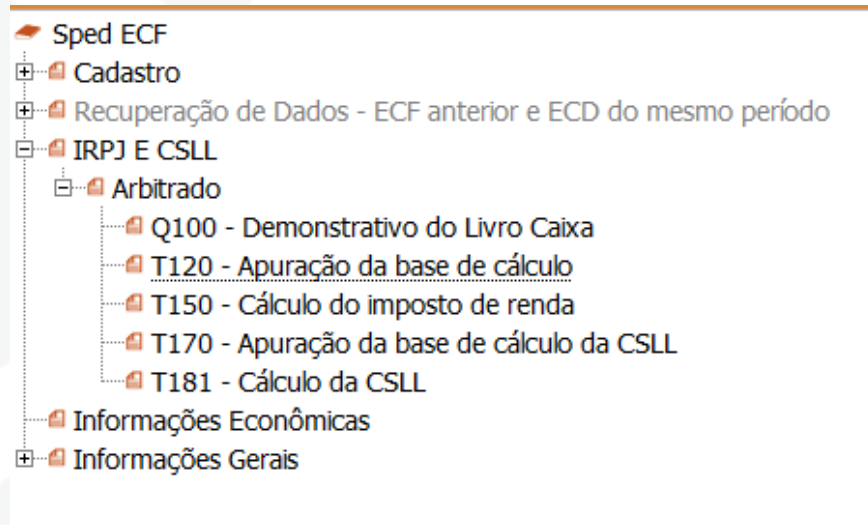 Sped ECF
Cadastro
Recuperação de Dados - ECF anterior e ECD do mesmo período
IRPJ E CSLL
Arbitrado
Q100 - Demonstrativo do Livro Caixa
T120 - Apuração da base de cálculo
T150 - Cálculo do imposto de renda
T170 - Apuração da base de cálculo da CSLL
T181 - Cálculo da CSLL
Informações Econômicas
Informações Gerais